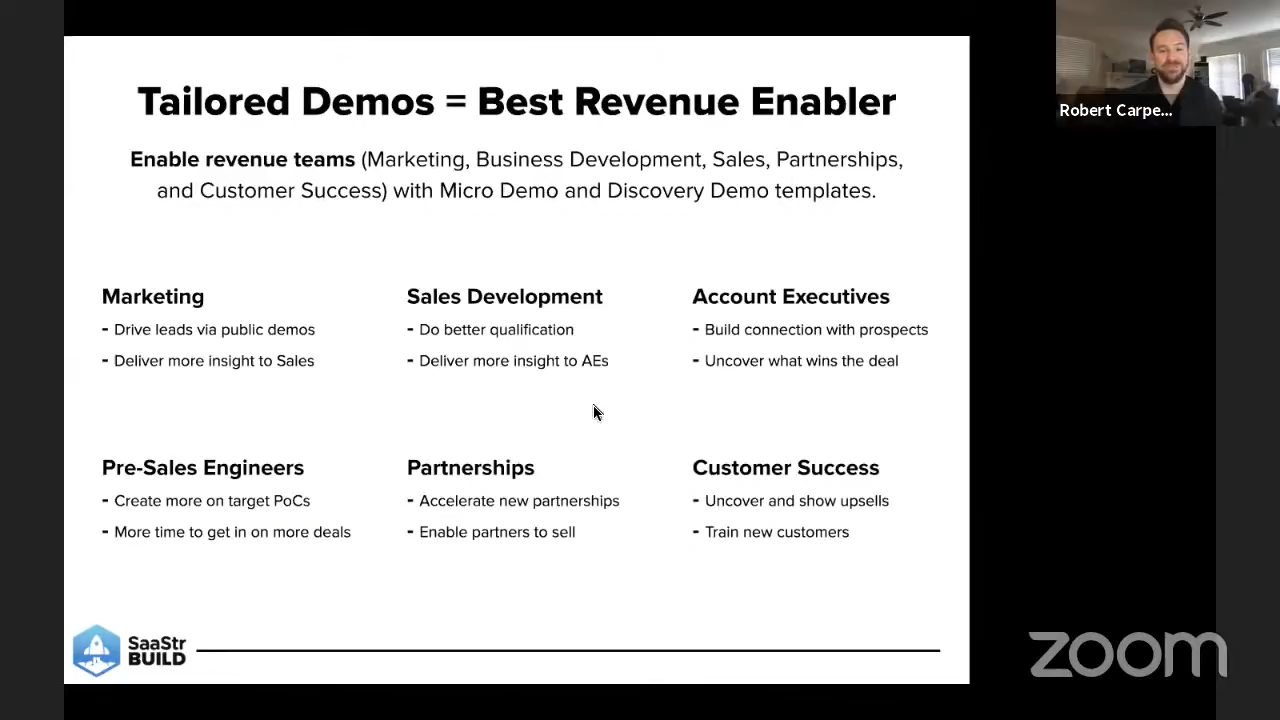 Tailored Demos = Best Revenue Enabler
Enable revenue teams (Marketing, Business Development, Sales, Partnerships,
and Customer Success) with Micro Demo and Discovery Demo templates.
Marketing
- Drive leads via public demos
- Deliver more insight to Sales
Sales Development
- Do better qualification
- Deliver more insight to AEs
Account Executives
- Build connection with prospects
- Uncover what wins the deal
Pre-Sales Engineers
- Create more on target PoCs
- More time to get in on more deals
Partnerships
- Accelerate new partnerships
- Enable partners to sell
Customer Success
- Uncover and show upsells
- Train new customers
SaaStr
BUILD
Robert Carpe...
zoom